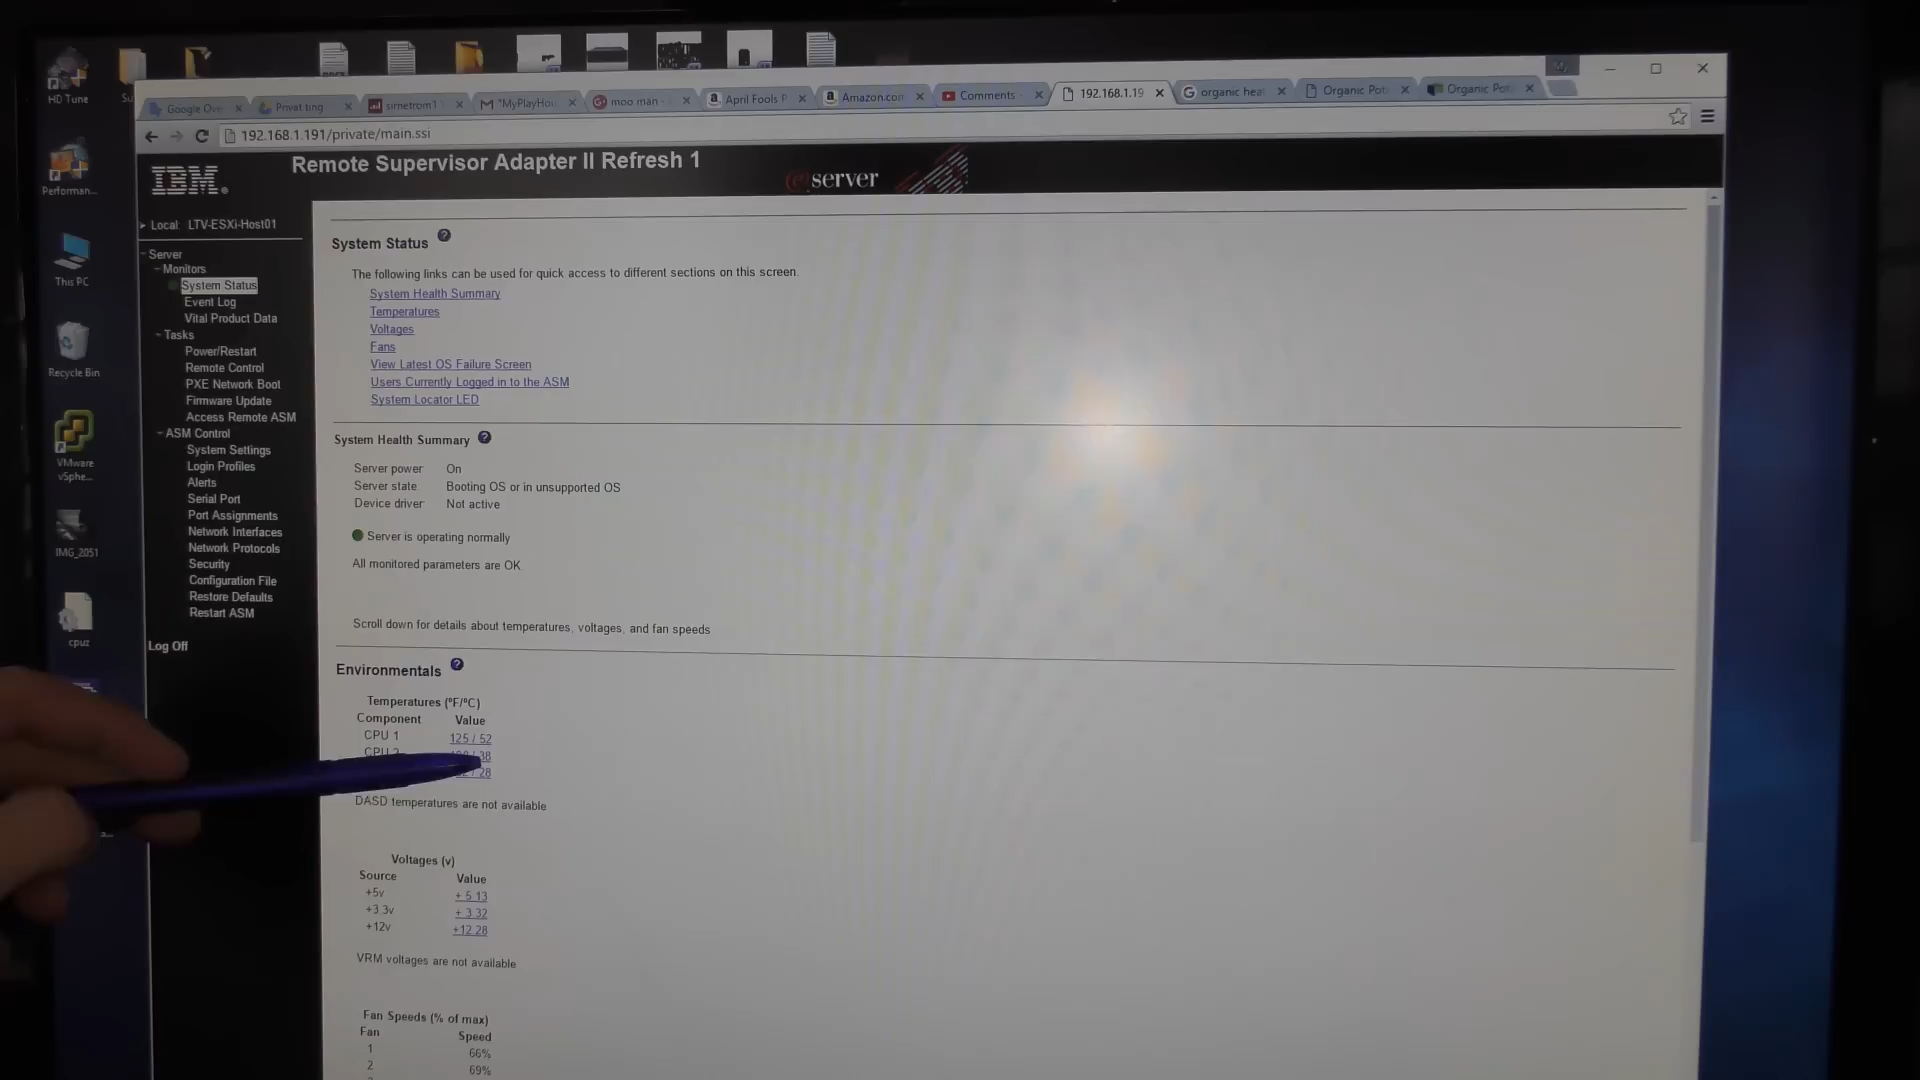 HD Tune
Performan...
This PC
Recycle Bin
VMware
vSphe...
IMG_2051
cpuz
Google Ove
Privat ting
simetrom1
"MyPlayHou
moo man -
April Fools P
Amazon.com
Comments -
192.168.1.19
organic heal
Organic Pot
Organic Pot
192.168.1.191/private/main.ssi
IBM
Remote Supervisor Adapter II Refresh 1
@server
Local: LTV-ESXi-Host01
Server
Monitors
System Status
Event Log
Vital Product Data
Tasks
Power/Restart
Remote Control
PXE Network Boot
Firmware Update
Access Remote ASM
ASM Control
System Settings
Login Profiles
Alerts
Serial Port
Port Assignments
Network Interfaces
Network Protocols
Security
Configuration File
Restore Defaults
Restart ASM
Log Off
System Status
The following links can be used for quick access to different sections on this screen.
System Health Summary
Temperatures
Voltages
Fans
View Latest OS Failure Screen
Users Currently Logged in to the ASM
System Locator LED
System Health Summary
Server power On
Server state Booting OS or in unsupported OS
Device driver Not active
Server is operating normally
All monitored parameters are OK
Scroll down for details about temperatures, voltages, and fan speeds
Environmentals
Temperatures (°F/°C)
Component Value
CPU 1 125 / 52
CPU 2 / 38
/ 28
DASD temperatures are not available
Voltages (v)
Source Value
+5v + 5.13
+3.3v + 3.32
+12v +12.28
VRM voltages are not available
Fan Speeds (% of max)
Fan Speed
1 66%
2 69%